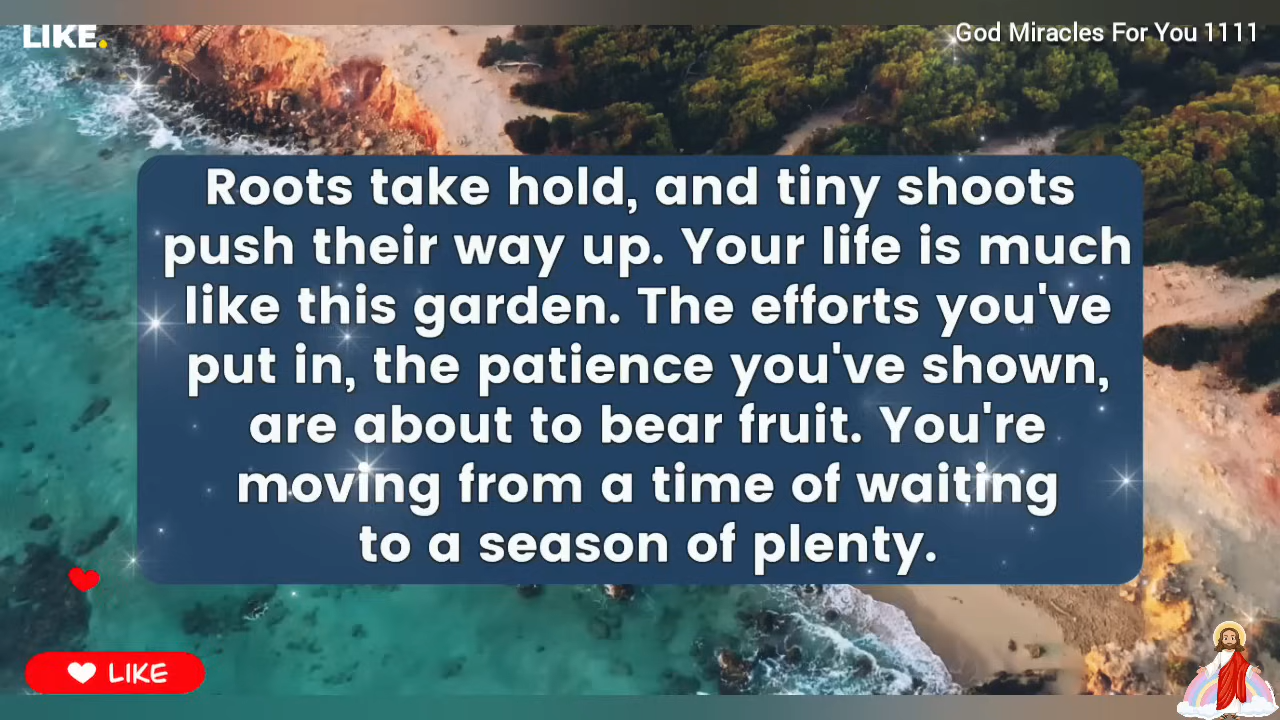 LIKE.
God Miracles For You 1111
Roots take hold, and tiny shoots
push their way up. Your life is much
like this garden. The efforts you've
put in, the patience you've shown,
are about to bear fruit. You're
moving from a time of waiting
to a season of plenty.
LIKE